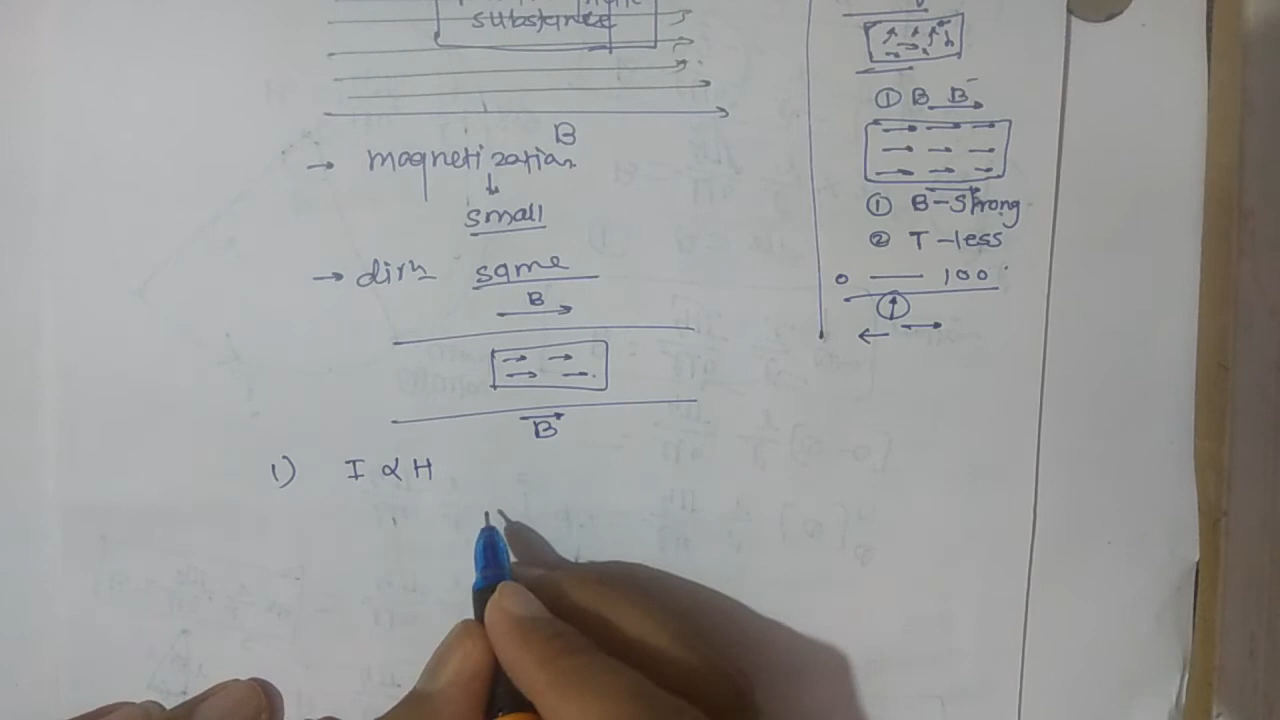 substance
B
→ magnetization
↓
small
→ dirn same
B
B
1) I ∝ H
① B B
① B-Strong
② T-less
0 — 100